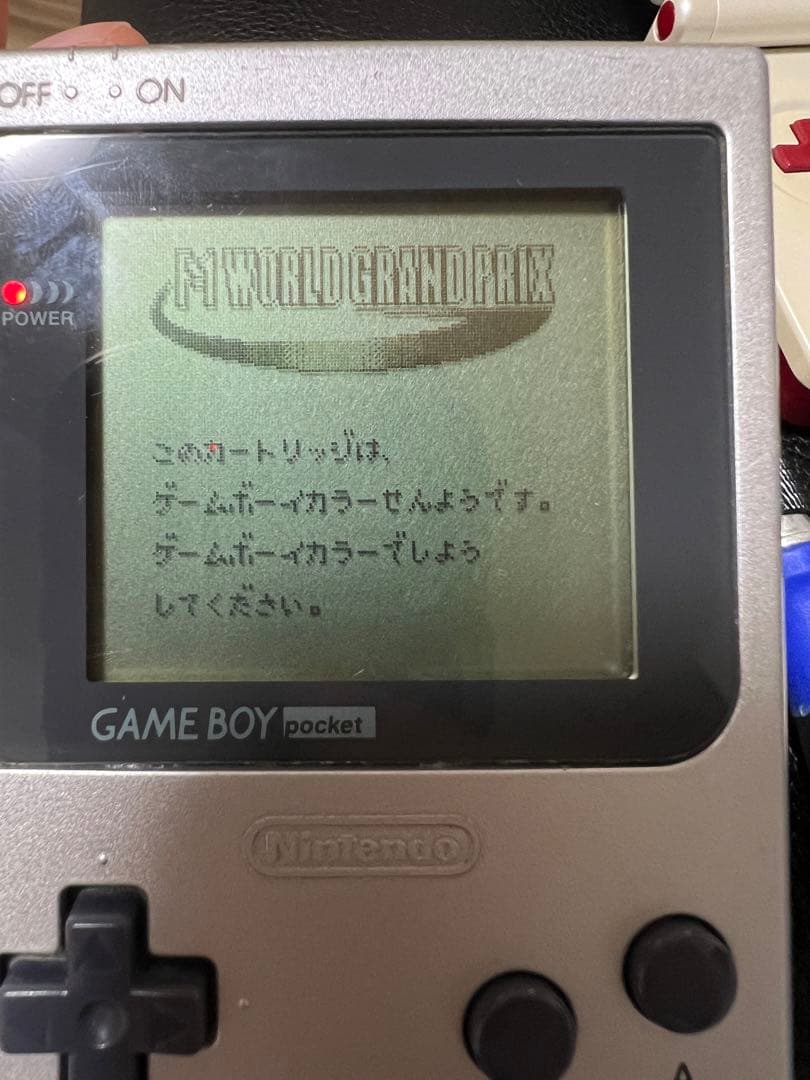 OFF ON
POWER
F-1 WORLD GRAND PRIX
このカートリッジは、
ゲームボーイカラーせんようです。
ゲームボーイカラーでしよう
してください。
GAME BOY pocket
Nintendo
A